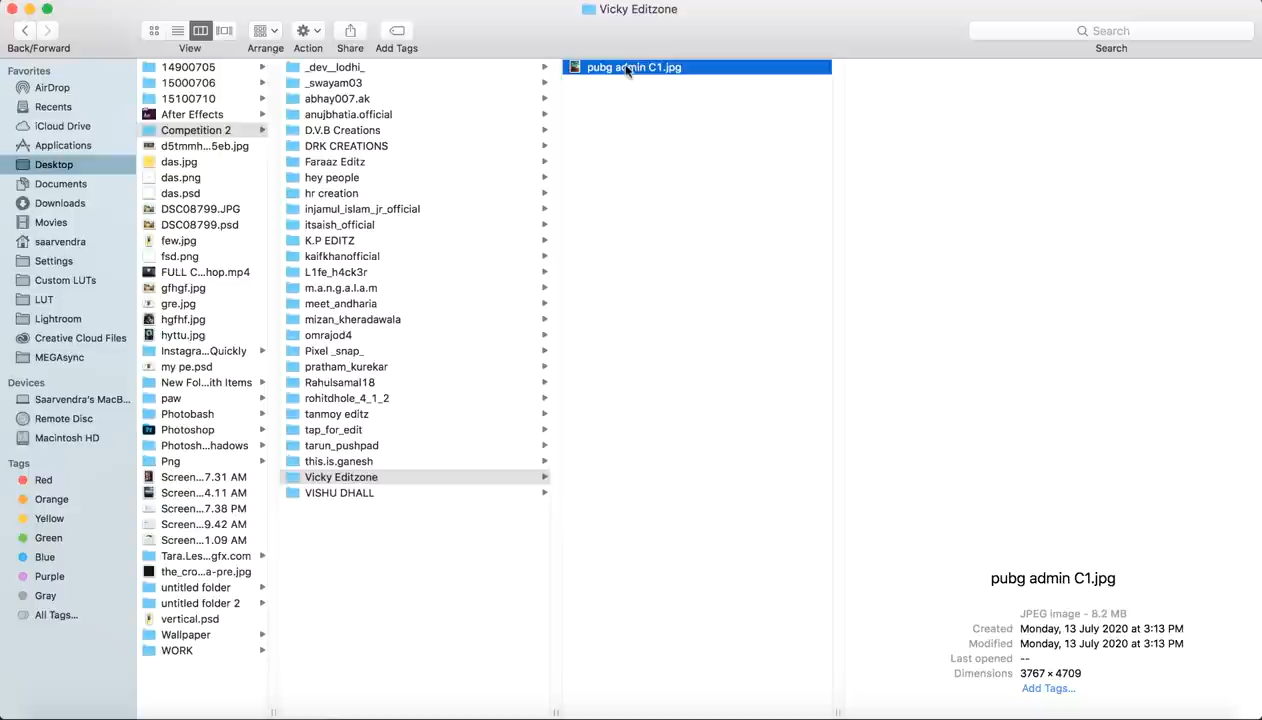 Vicky Editzone
Back/Forward
View
Arrange
Action
Share
Add Tags
Search
Search
Favorites
AirDrop
Recents
iCloud Drive
Applications
Desktop
Documents
Downloads
Movies
saarvendra
Settings
Custom LUTs
LUT
Lightroom
Creative Cloud Files
MEGAsync
Devices
Saarvendra's MacB...
Remote Disc
Macintosh HD
Tags
Red
Orange
Yellow
Green
Blue
Purple
Gray
All Tags...
14900705
15000706
15100710
After Effects
Competition 2
d5tmmh...5eb.jpg
das.jpg
das.png
das.psd
DSC08799.JPG
DSC08799.psd
few.jpg
fsd.png
FULL C...hop.mp4
gfhgf.jpg
gre.jpg
hgfhf.jpg
hyttu.jpg
Instagra...Quickly
my pe.psd
New Fol...ith Items
paw
Photobash
Photoshop
Photosh...hadows
Png
Screen...7.31 AM
Screen...4.11 AM
Screen...7.38 PM
Screen...9.42 AM
Screen...1.09 AM
Tara.Les...gfx.com
the_cro...a-pre.jpg
untitled folder
untitled folder 2
vertical.psd
Wallpaper
WORK
_dev__lodhi_
_swayam03
abhay007.ak
anujbhatia.official
D.V.B Creations
DRK CREATIONS
Faraaz Editz
hey people
hr creation
injamul_islam_jr_official
itsaish_official
K.P EDITZ
kaifkhanofficial
L1fe_h4ck3r
m.a.n.g.a.l.a.m
meet_andharia
mizan_kheradawala
omrajod4
Pixel _snap_
pratham_kurekar
Rahulsamal18
rohitdhole_4_1_2
tanmoy editz
tap_for_edit
tarun_pushpad
this.is.ganesh
Vicky Editzone
VISHU DHALL
pubg admin C1.jpg
pubg admin C1.jpg
JPEG image - 8.2 MB
Created Monday, 13 July 2020 at 3:13 PM
Modified Monday, 13 July 2020 at 3:13 PM
Last opened --
Dimensions 3767 × 4709
Add Tags...